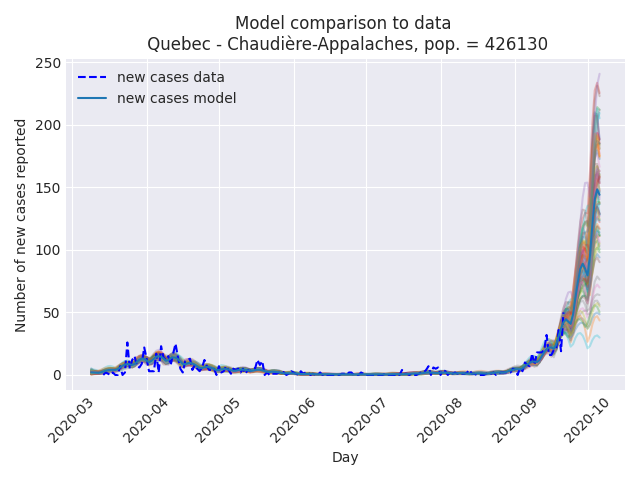 Model comparison to data
Quebec - Chaudière-Appalaches, pop. = 426130
new cases data
new cases model
Number of new cases reported
250
200
150
100
50
0
2020-03
2020-04
2020-05
2020-06
2020-07
2020-08
2020-09
2020-10
Day